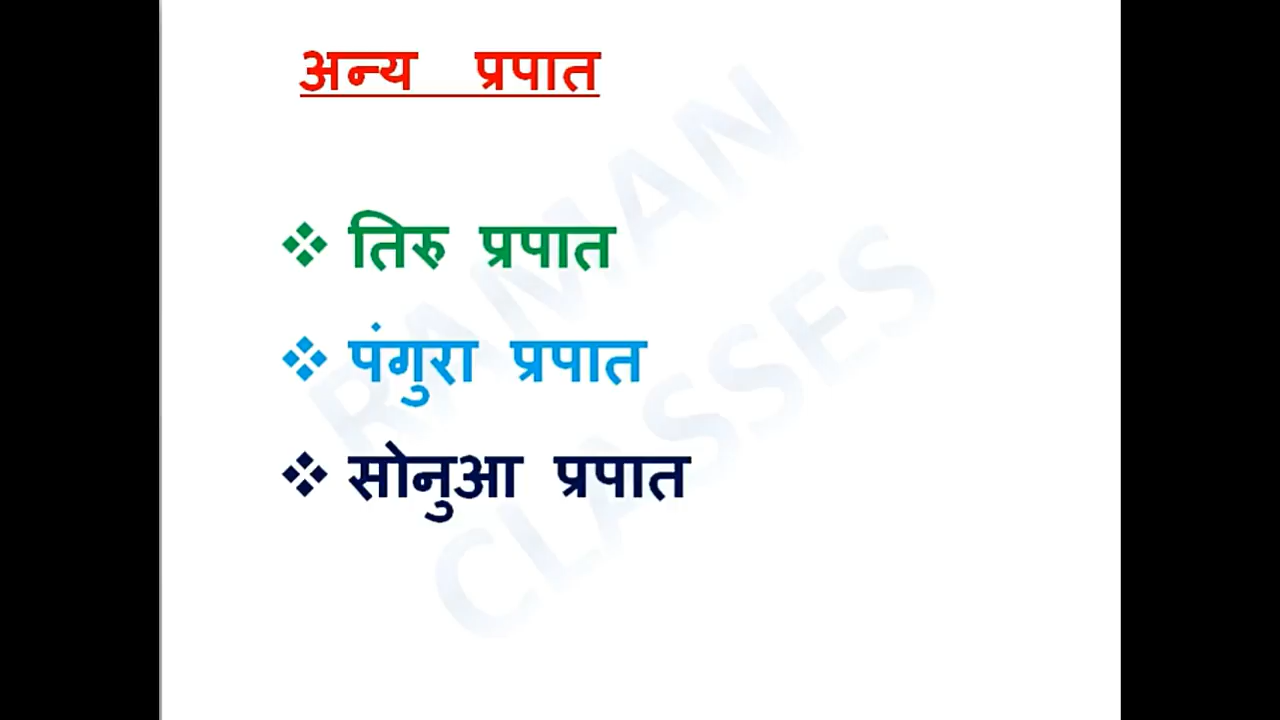 अन्य प्रपात
❖ तिरु प्रपात
❖ पंगुरा प्रपात
❖ सोनुआ प्रपात
RAMAN
CLASSES